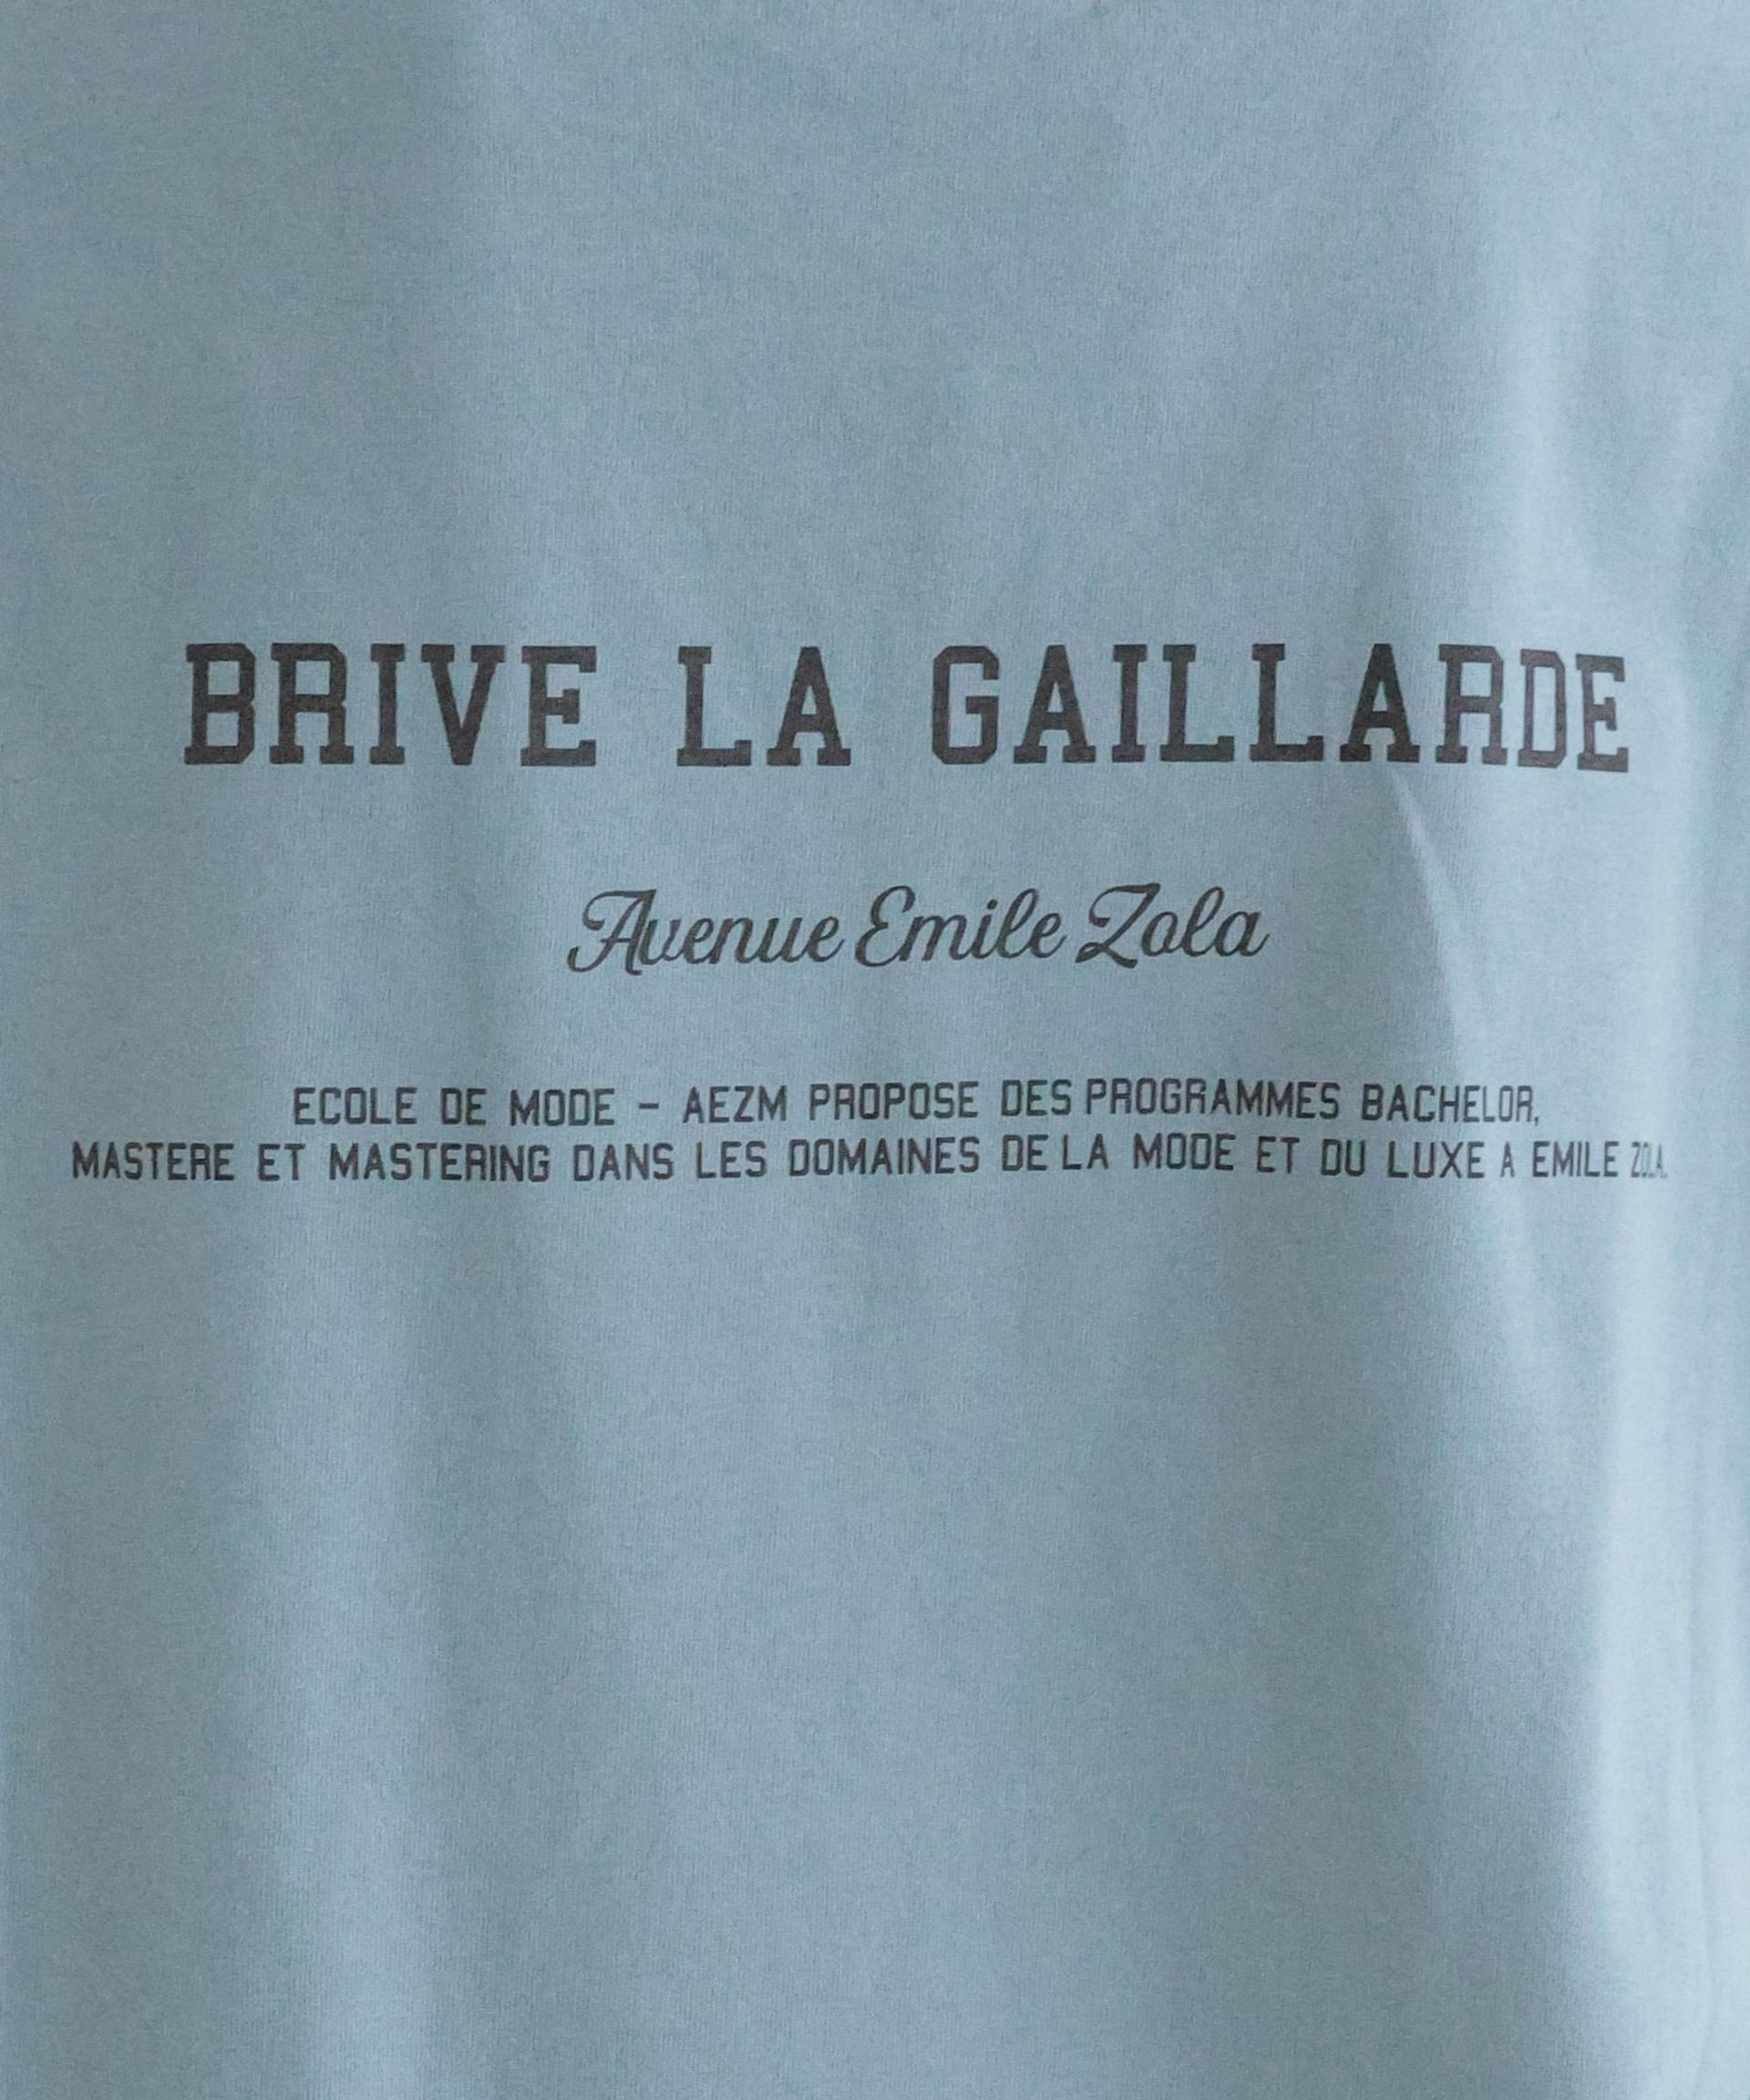 BRIVE LA GAILLARDE
Avenue Emile Zola
ECOLE DE MODE – AEZM PROPOSE DES PROGRAMMES BACHELOR,
MASTERE ET MASTERING DANS LES DOMAINES DE LA MODE ET DU LUXE A EMILE ZOLA.